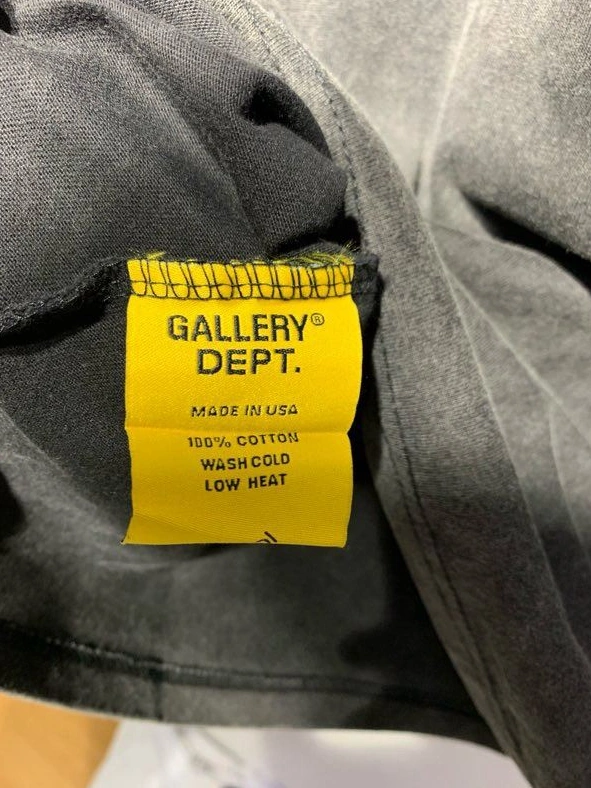 GALLERY®
DEPT.
MADE IN USA
100% COTTON
WASH COLD
LOW HEAT